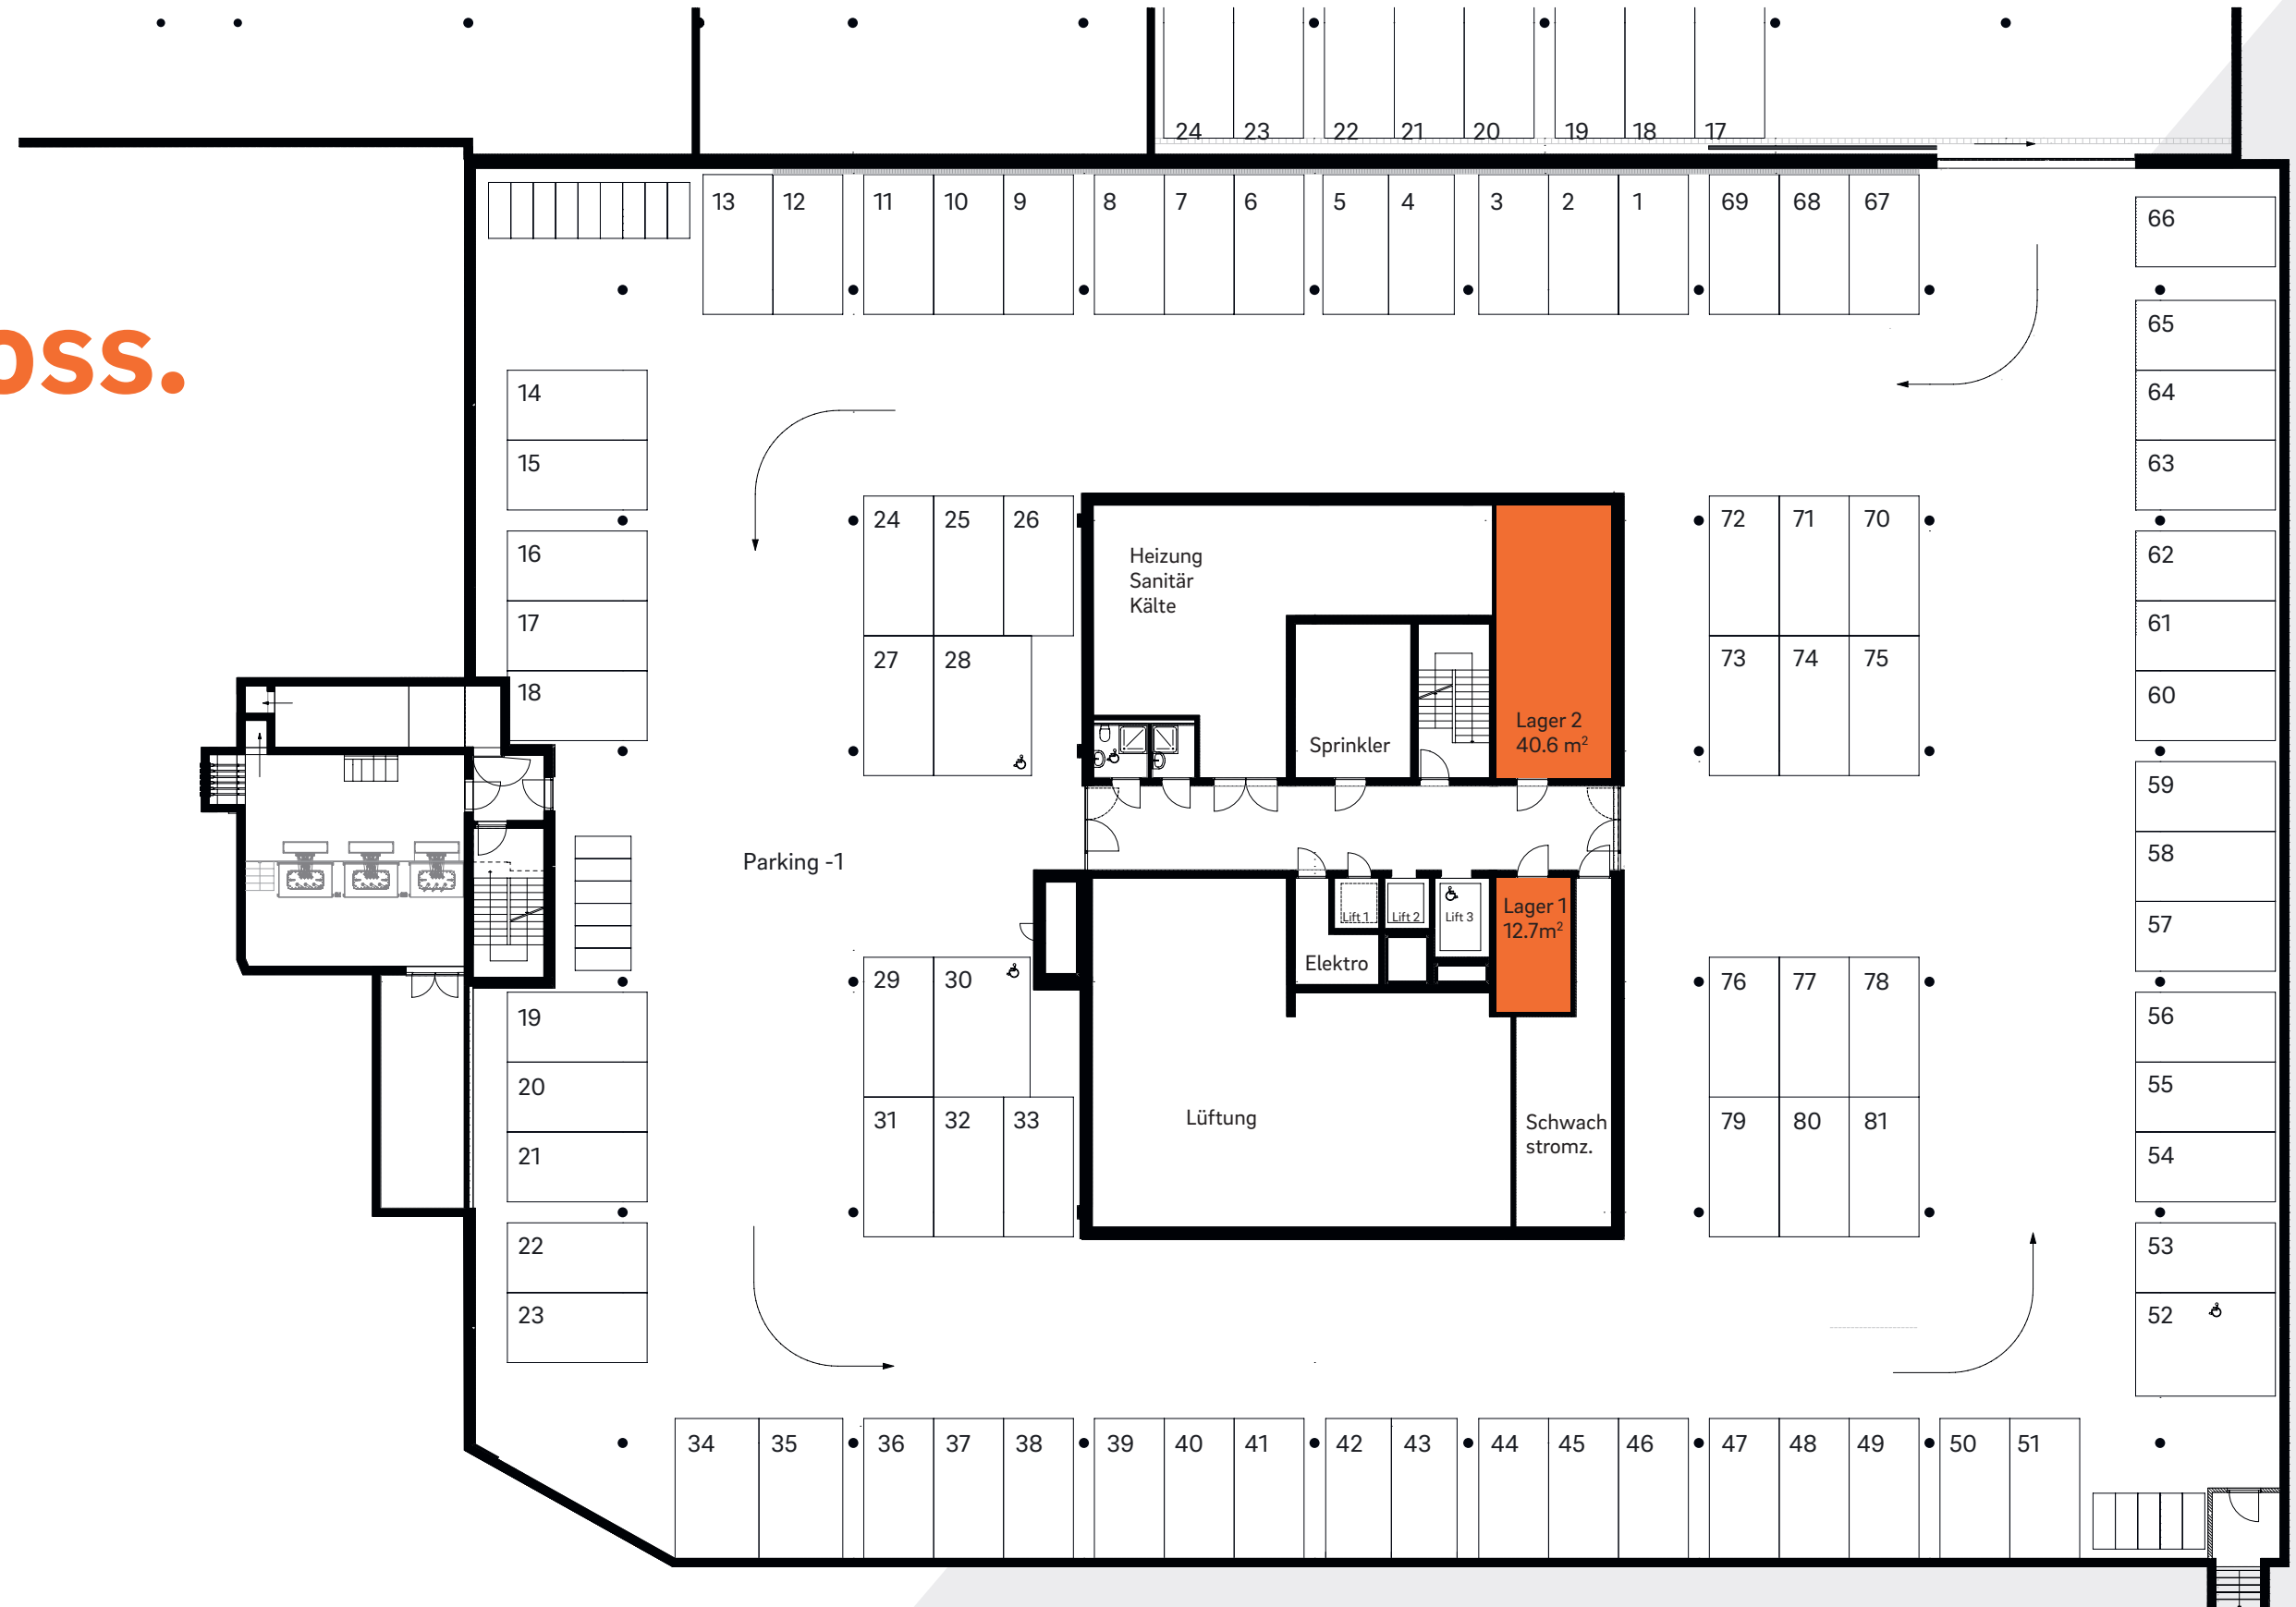 24 23 22 21 20 19 18 17
13 12 11 10 9 8 7 6 5 4 3 2 1 69 68 67
66
65
oss.
14
64
15
63
24 25 26
72 71 70
16
62
Heizung
Sanitär
Kälte
17
61
27 28
73 74 75
18
60
Lager 2
40.6 m²
Sprinkler
59
Parking -1
58
Lager 1
12.7m²
Lift 1 Lift 2 Lift 3
57
Elektro
29 30
76 77 78
19
56
20
55
31 32 33
Lüftung
Schwach
stromz.
79 80 81
21
54
22
53
23
52
34 35 36 37 38 39 40 41 42 43 44 45 46 47 48 49 50 51